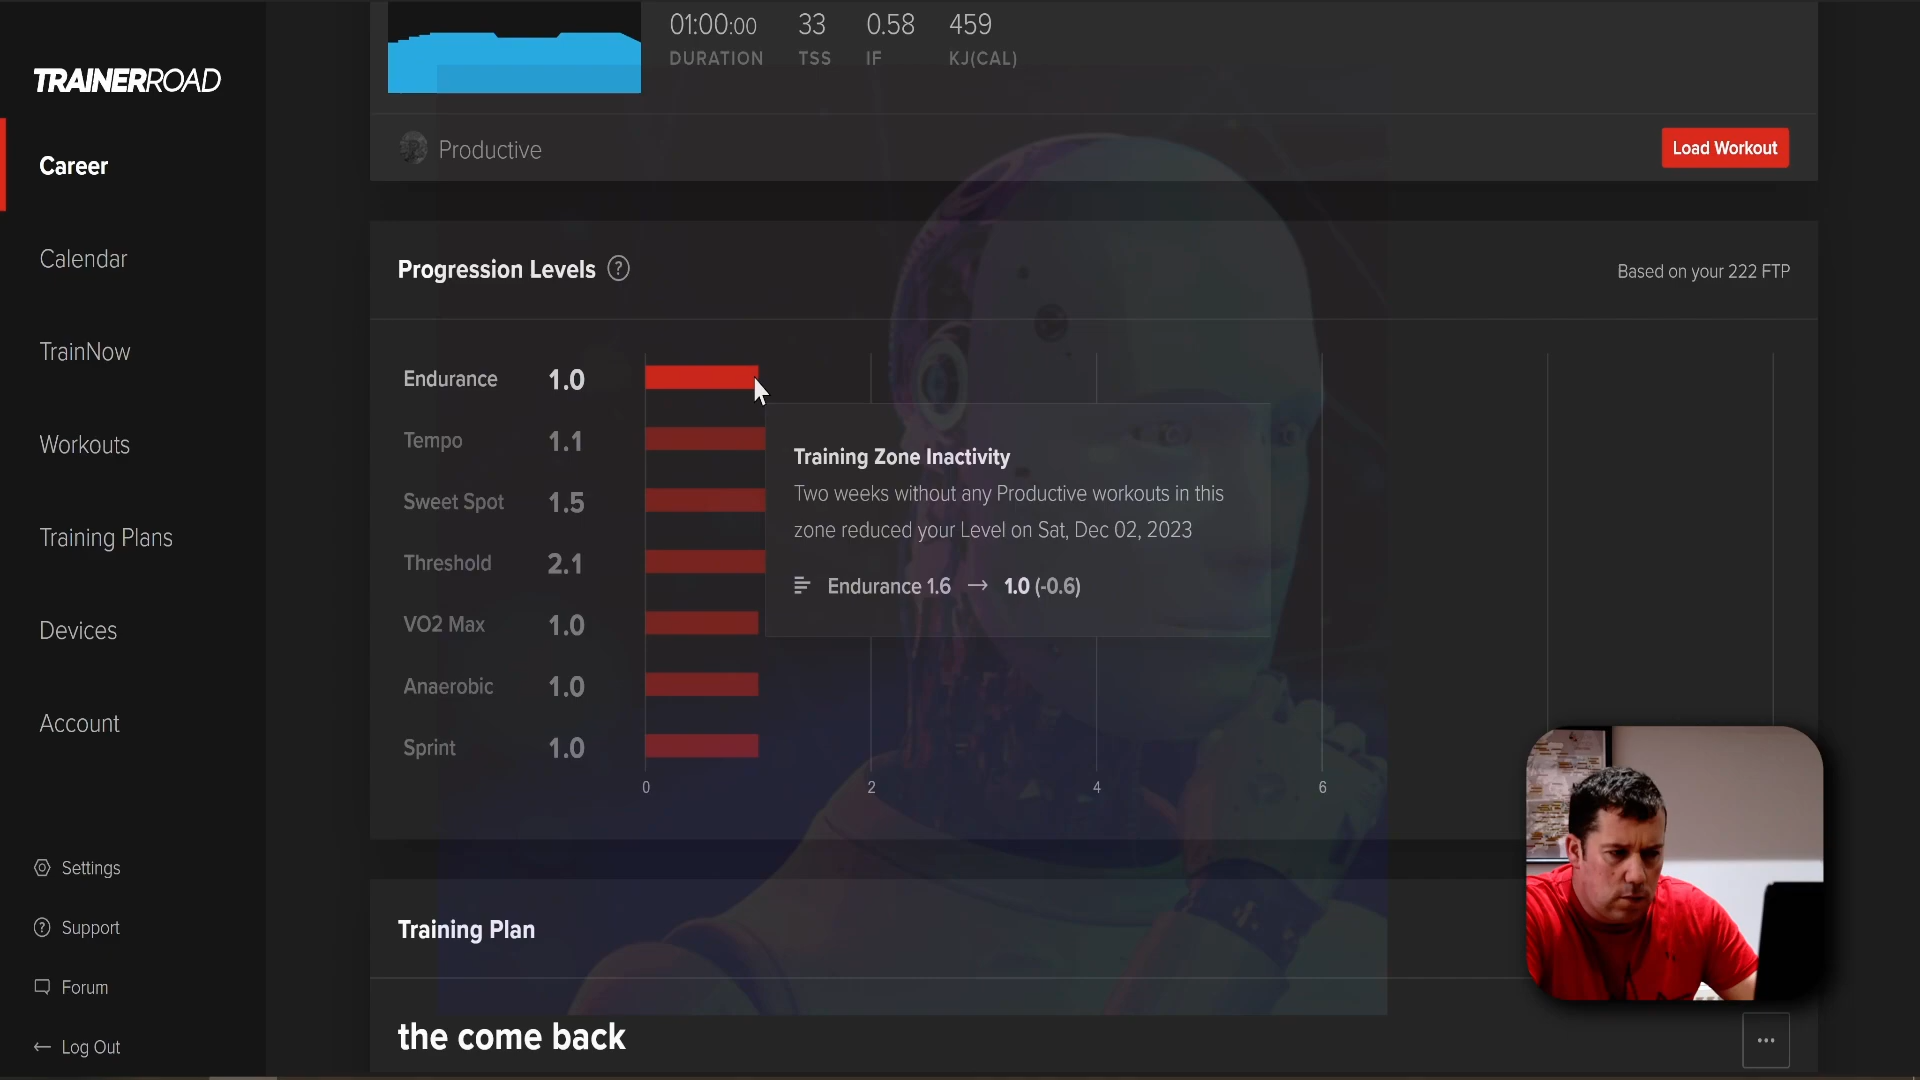 01:00:00 33 0.58 459
DURATION TSS IF KJ(CAL)
TRAINERROAD
Productive
Load Workout
Career
Calendar
TrainNow
Workouts
Training Plans
Devices
Account
Settings
Support
Forum
Log Out
Progression Levels ?
Based on your 222 FTP
Endurance 1.0
Tempo 1.1
Sweet Spot 1.5
Threshold 2.1
VO2 Max 1.0
Anaerobic 1.0
Sprint 1.0
0 2 4 6
Training Zone Inactivity
Two weeks without any Productive workouts in this
zone reduced your Level on Sat, Dec 02, 2023
Endurance 1.6 → 1.0 (-0.6)
Training Plan
the come back